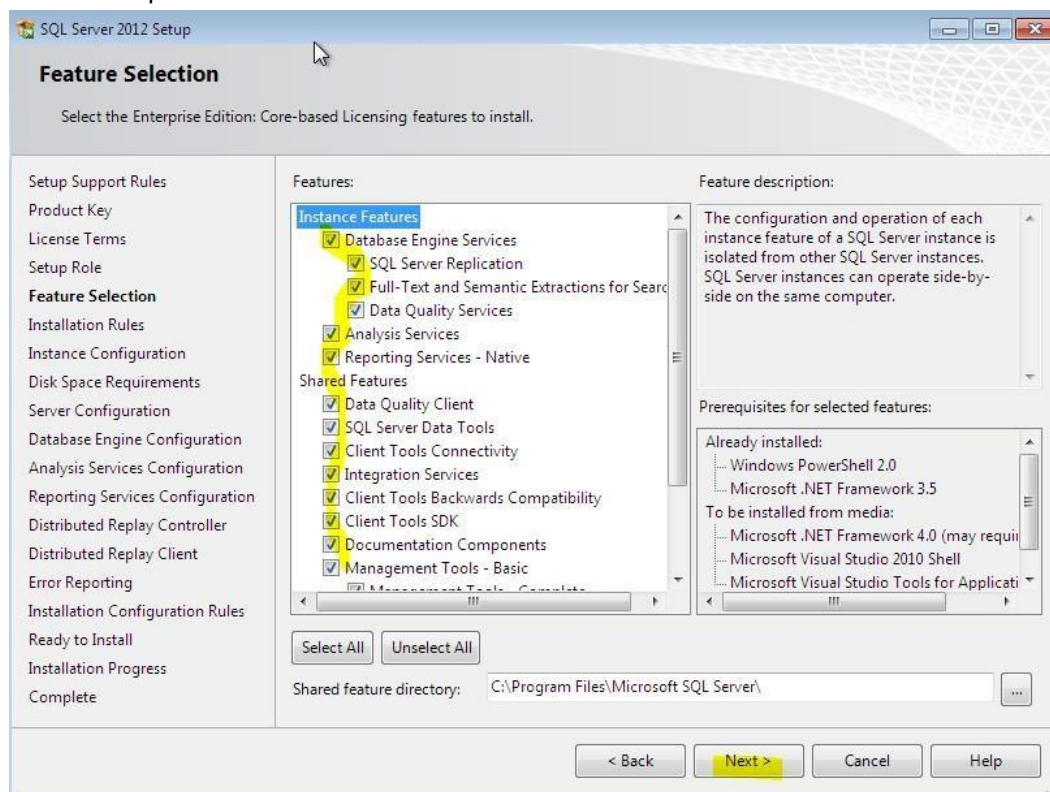 SQL Server 2012 Setup
Feature Selection
Select the Enterprise Edition: Core-based Licensing features to install.
Setup Support Rules
Product Key
License Terms
Setup Role
Feature Selection
Installation Rules
Instance Configuration
Disk Space Requirements
Server Configuration
Database Engine Configuration
Analysis Services Configuration
Reporting Services Configuration
Distributed Replay Controller
Distributed Replay Client
Error Reporting
Installation Configuration Rules
Ready to Install
Installation Progress
Complete
Features:
Instance Features
Database Engine Services
SQL Server Replication
Full-Text and Semantic Extractions for Searc
Data Quality Services
Analysis Services
Reporting Services - Native
Shared Features
Data Quality Client
SQL Server Data Tools
Client Tools Connectivity
Integration Services
Client Tools Backwards Compatibility
Client Tools SDK
Documentation Components
Management Tools - Basic
Management Tools - Complete
Select All
Unselect All
Shared feature directory:
C:\Program Files\Microsoft SQL Server\
...
Feature description:
The configuration and operation of each
instance feature of a SQL Server instance is
isolated from other SQL Server instances.
SQL Server instances can operate side-by-
side on the same computer.
Prerequisites for selected features:
Already installed:
Windows PowerShell 2.0
Microsoft .NET Framework 3.5
To be installed from media:
Microsoft .NET Framework 4.0 (may requir
Microsoft Visual Studio 2010 Shell
Microsoft Visual Studio Tools for Applicati
< Back
Next >
Cancel
Help